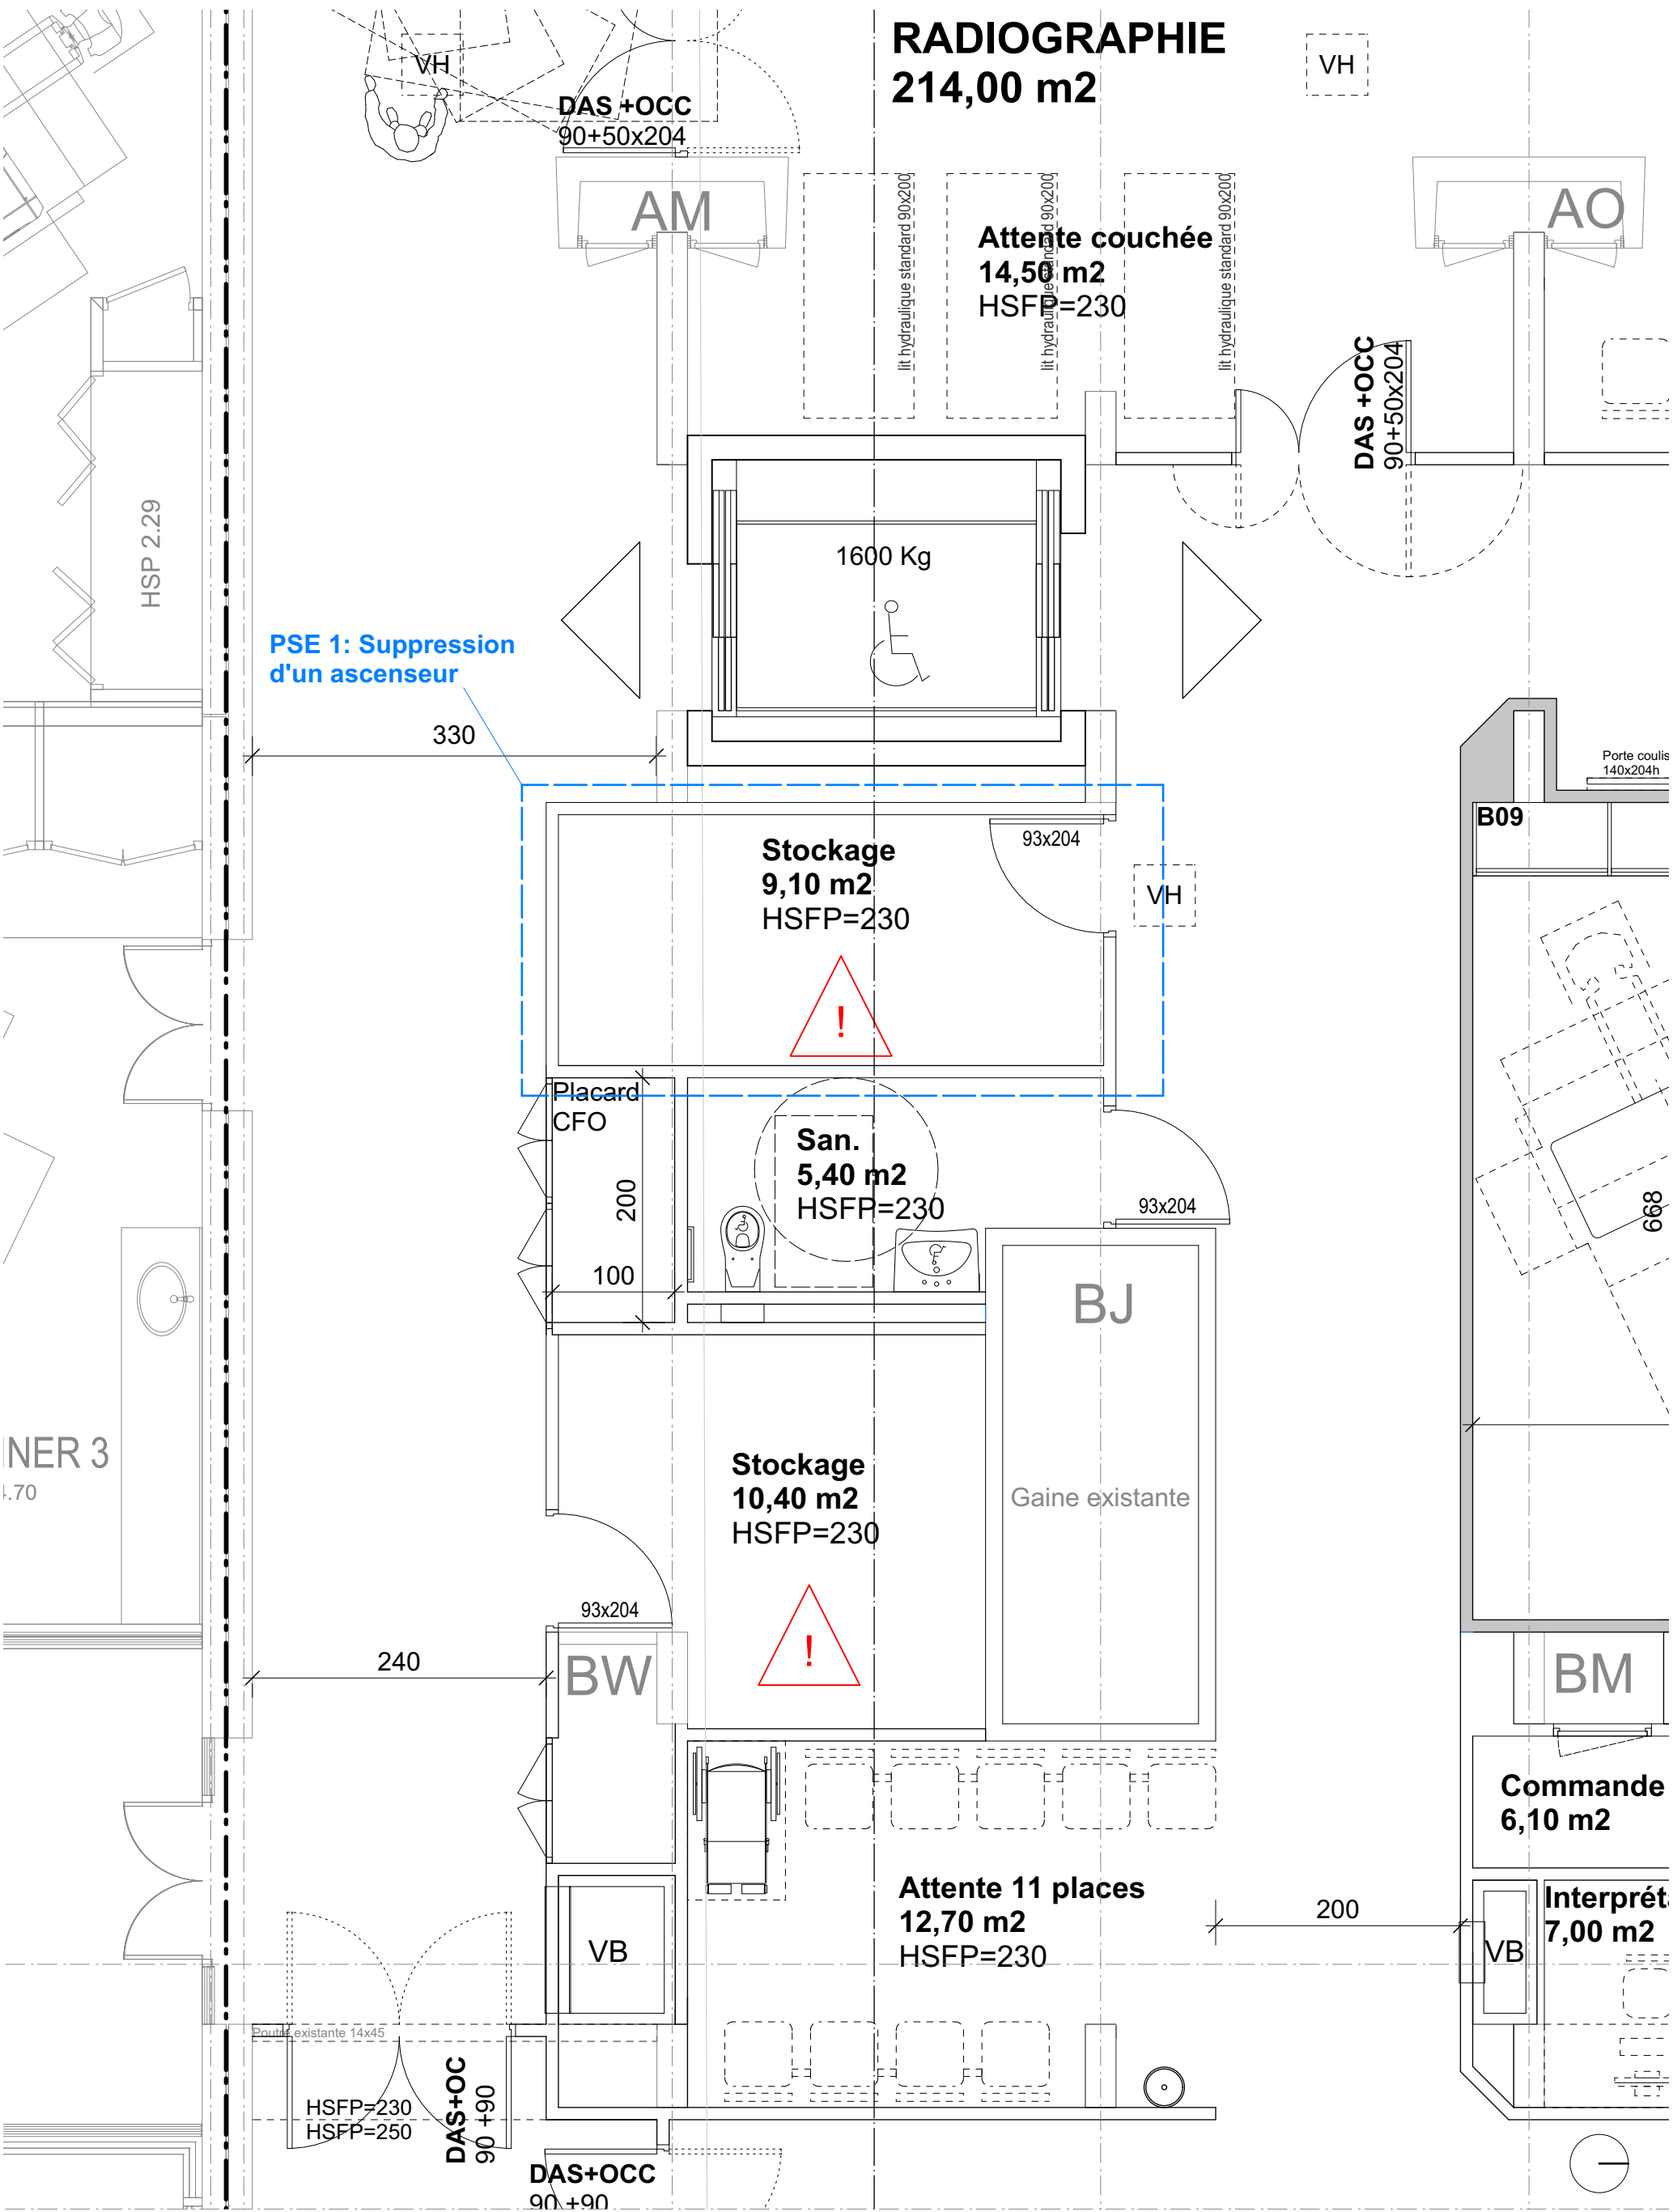 RADIOGRAPHIE
214,00 m2
VH
VH
DAS +OCC
90+50x204
AM
AO
lit hydraulique standard 90x200
lit hydraulique standard 90x200
lit hydraulique standard 90x200
Attente couchée
14,50 m2
HSFP=230
DAS +OCC
90+50x204
HSP 2.29
1600 Kg
PSE 1: Suppression
d'un ascenseur
330
Porte coulis
140x204h
B09
93x204
Stockage
9,10 m2
HSFP=230
VH
!
Placard
CFO
San.
5,40 m2
HSFP=230
200
93x204
668
100
BJ
INER 3
.70
Stockage
10,40 m2
HSFP=230
Gaine existante
93x204
!
240
BW
BM
Commande
6,10 m2
Attente 11 places
12,70 m2
HSFP=230
200
Interpréta
7,00 m2
VB
VB
Poutre existante 14x45
HSFP=230
HSFP=250
DAS+OC
90 +90
DAS+OCC
90 +90